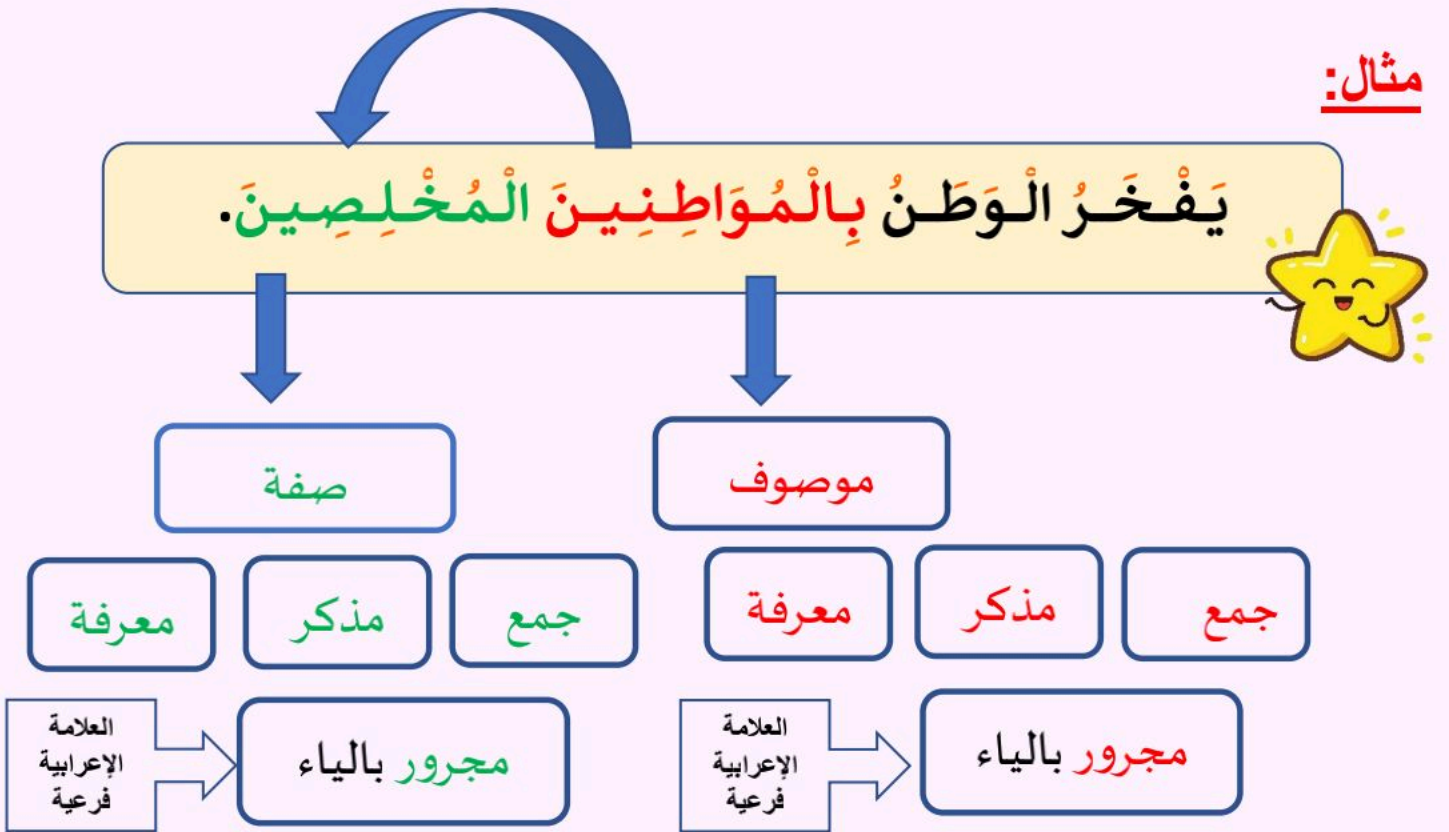 مثال:
يَفْخَرُ الْوَطَنُ بِالْمُوَاطِنِينَ الْمُخْلِصِينَ.
موصوف
صفة
جمع
مذكر
معرفة
جمع
مذكر
معرفة
مجرور بالياء
العلامة
الإعرابية
فرعية
مجرور بالياء
العلامة
الإعرابية
فرعية